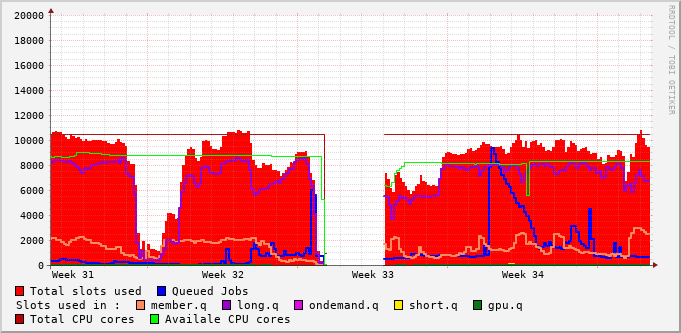 RRDTOOL / TOBI OETIKER
20000
18000
16000
14000
12000
10000
8000
6000
4000
2000
0
Week 31 Week 32 Week 33 Week 34
Total slots used Queued Jobs
Slots used in : member.q long.q ondemand.q short.q gpu.q
Total CPU cores Availale CPU cores